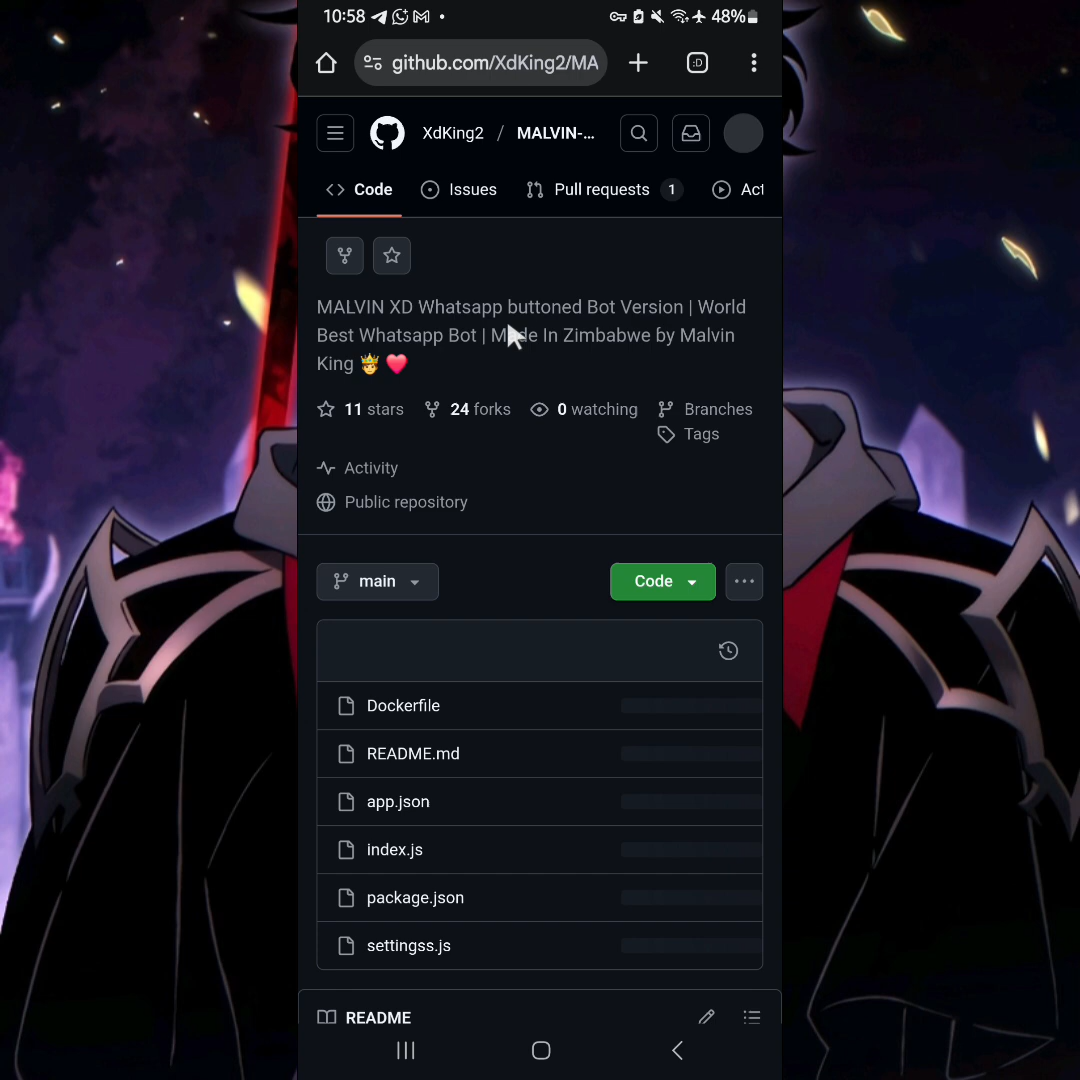 10:58 48%
github.com/XdKing2/MA :D
XdKing2 / MALVIN-...
Code Issues Pull requests 1 Act
MALVIN XD Whatsapp buttoned Bot Version | World
Best Whatsapp Bot | Made In Zimbabwe by Malvin
King 🤴 ❤️
11 stars 24 forks 0 watching Branches
Tags
Activity
Public repository
main Code
Dockerfile
README.md
app.json
index.js
package.json
settingss.js
README